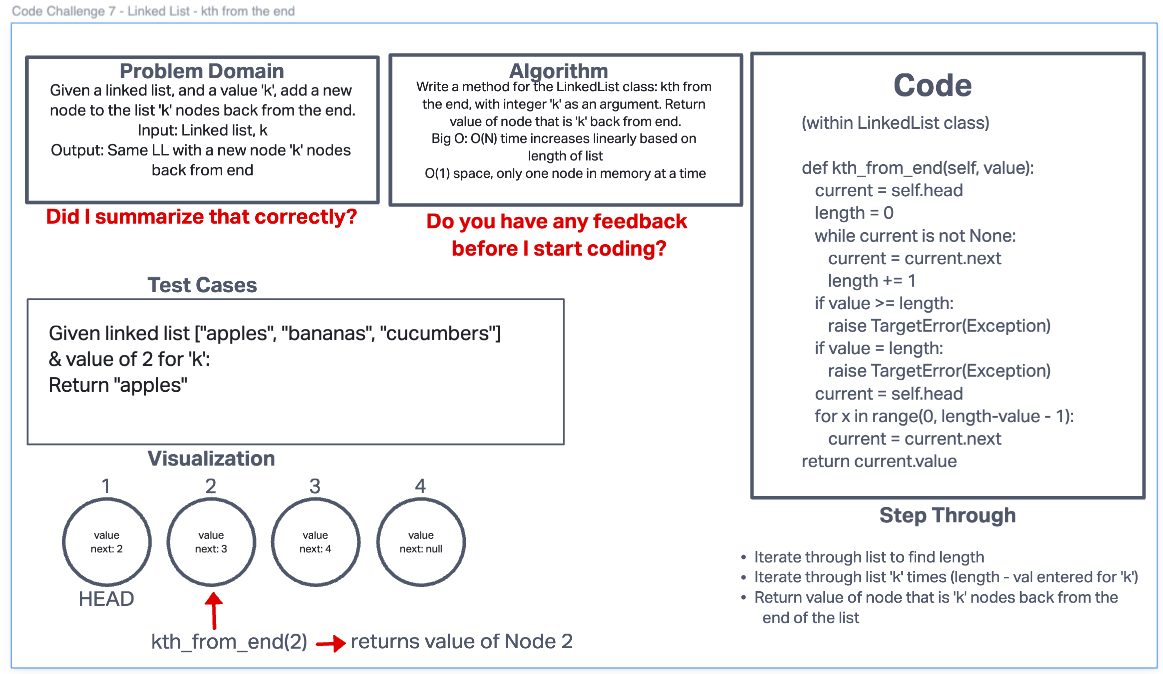 Code Challenge 7 - Linked List - kth from the end
Problem Domain
Given a linked list, and a value 'k', add a new
node to the list 'k' nodes back from the end.
Input: Linked list, k
Output: Same LL with a new node 'k' nodes
back from end
Did I summarize that correctly?
Algorithm
Write a method for the LinkedList class: kth from
the end, with integer 'k' as an argument. Return
value of node that is 'k' back from end.
Big O: O(N) time increases linearly based on
length of list
O(1) space, only one node in memory at a time
Do you have any feedback
before I start coding?
Code
(within LinkedList class)
def kth_from_end(self, value):
current = self.head
length = 0
while current is not None:
current = current.next
length += 1
if value >= length:
raise TargetError(Exception)
if value = length:
raise TargetError(Exception)
current = self.head
for x in range(0, length-value - 1):
current = current.next
return current.value
Test Cases
Given linked list ["apples", "bananas", "cucumbers"]
& value of 2 for 'k':
Return "apples"
Visualization
1
2
3
4
value
next: 2
value
next: 3
value
next: 4
value
next: null
HEAD
kth_from_end(2)
returns value of Node 2
Step Through
• Iterate through list to find length
• Iterate through list 'k' times (length - val entered for 'k')
• Return value of node that is 'k' nodes back from the
end of the list